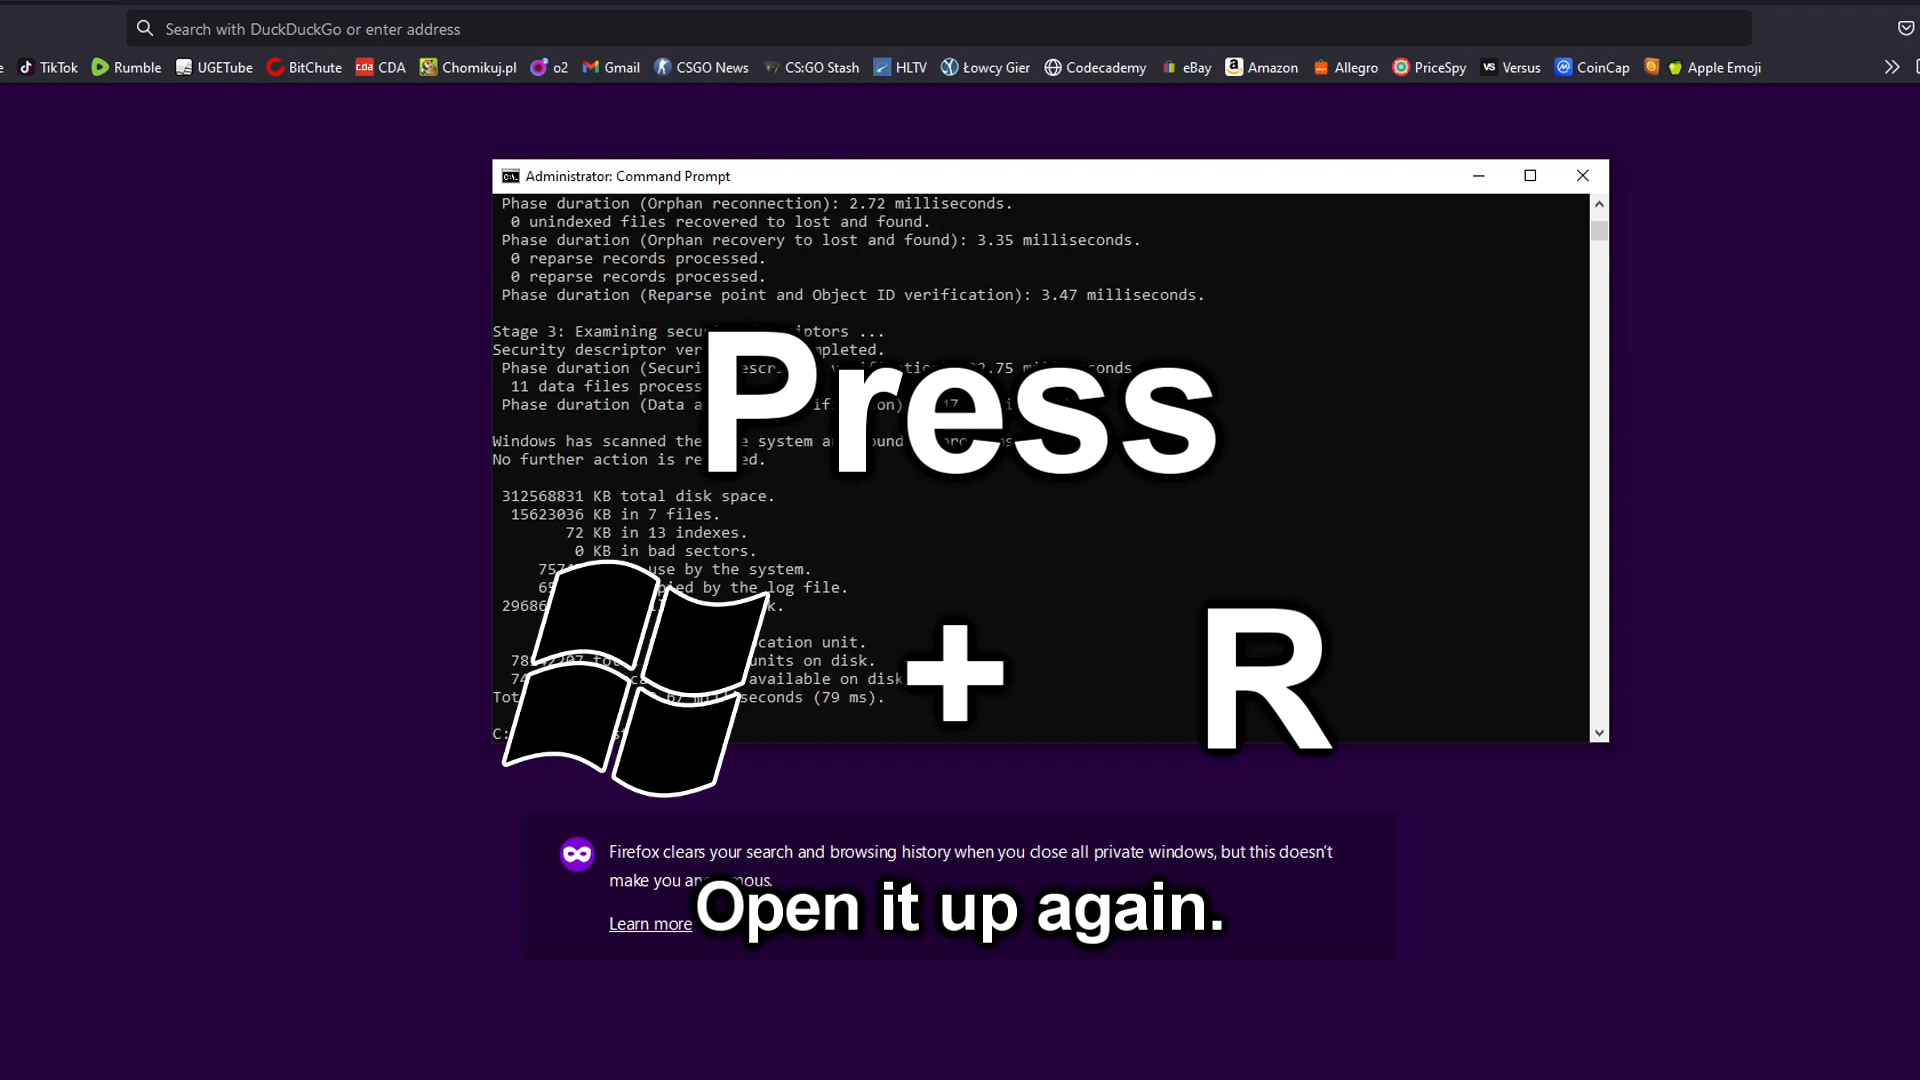 Search with DuckDuckGo or enter address
TikTok Rumble UGETube BitChute CDA Chomikuj.pl o2 Gmail CSGO News CS:GO Stash HLTV Łowcy Gier Codecademy eBay Amazon Allegro PriceSpy Versus CoinCap Apple Emoji
Administrator: Command Prompt
Phase duration (Orphan reconnection): 2.72 milliseconds.
0 unindexed files recovered to lost and found.
Phase duration (Orphan recovery to lost and found): 3.35 milliseconds.
0 reparse records processed.
0 reparse records processed.
Phase duration (Reparse point and Object ID verification): 3.47 milliseconds.
Stage 3: Examining
Security descriptor
Phase duration
11 data files
Phase duration (Data
Windows has scanned the system
No further action is
312568831 KB total disk space.
15623036 KB in 7 files.
72 KB in 13 indexes.
0 KB in bad sectors.
use by the system.
by the log file.
unit.
units on disk.
available on disk
(79 ms).
Press
+ R
Firefox clears your search and browsing history when you close all private windows, but this doesn't
make you
Learn more
Open it up again.